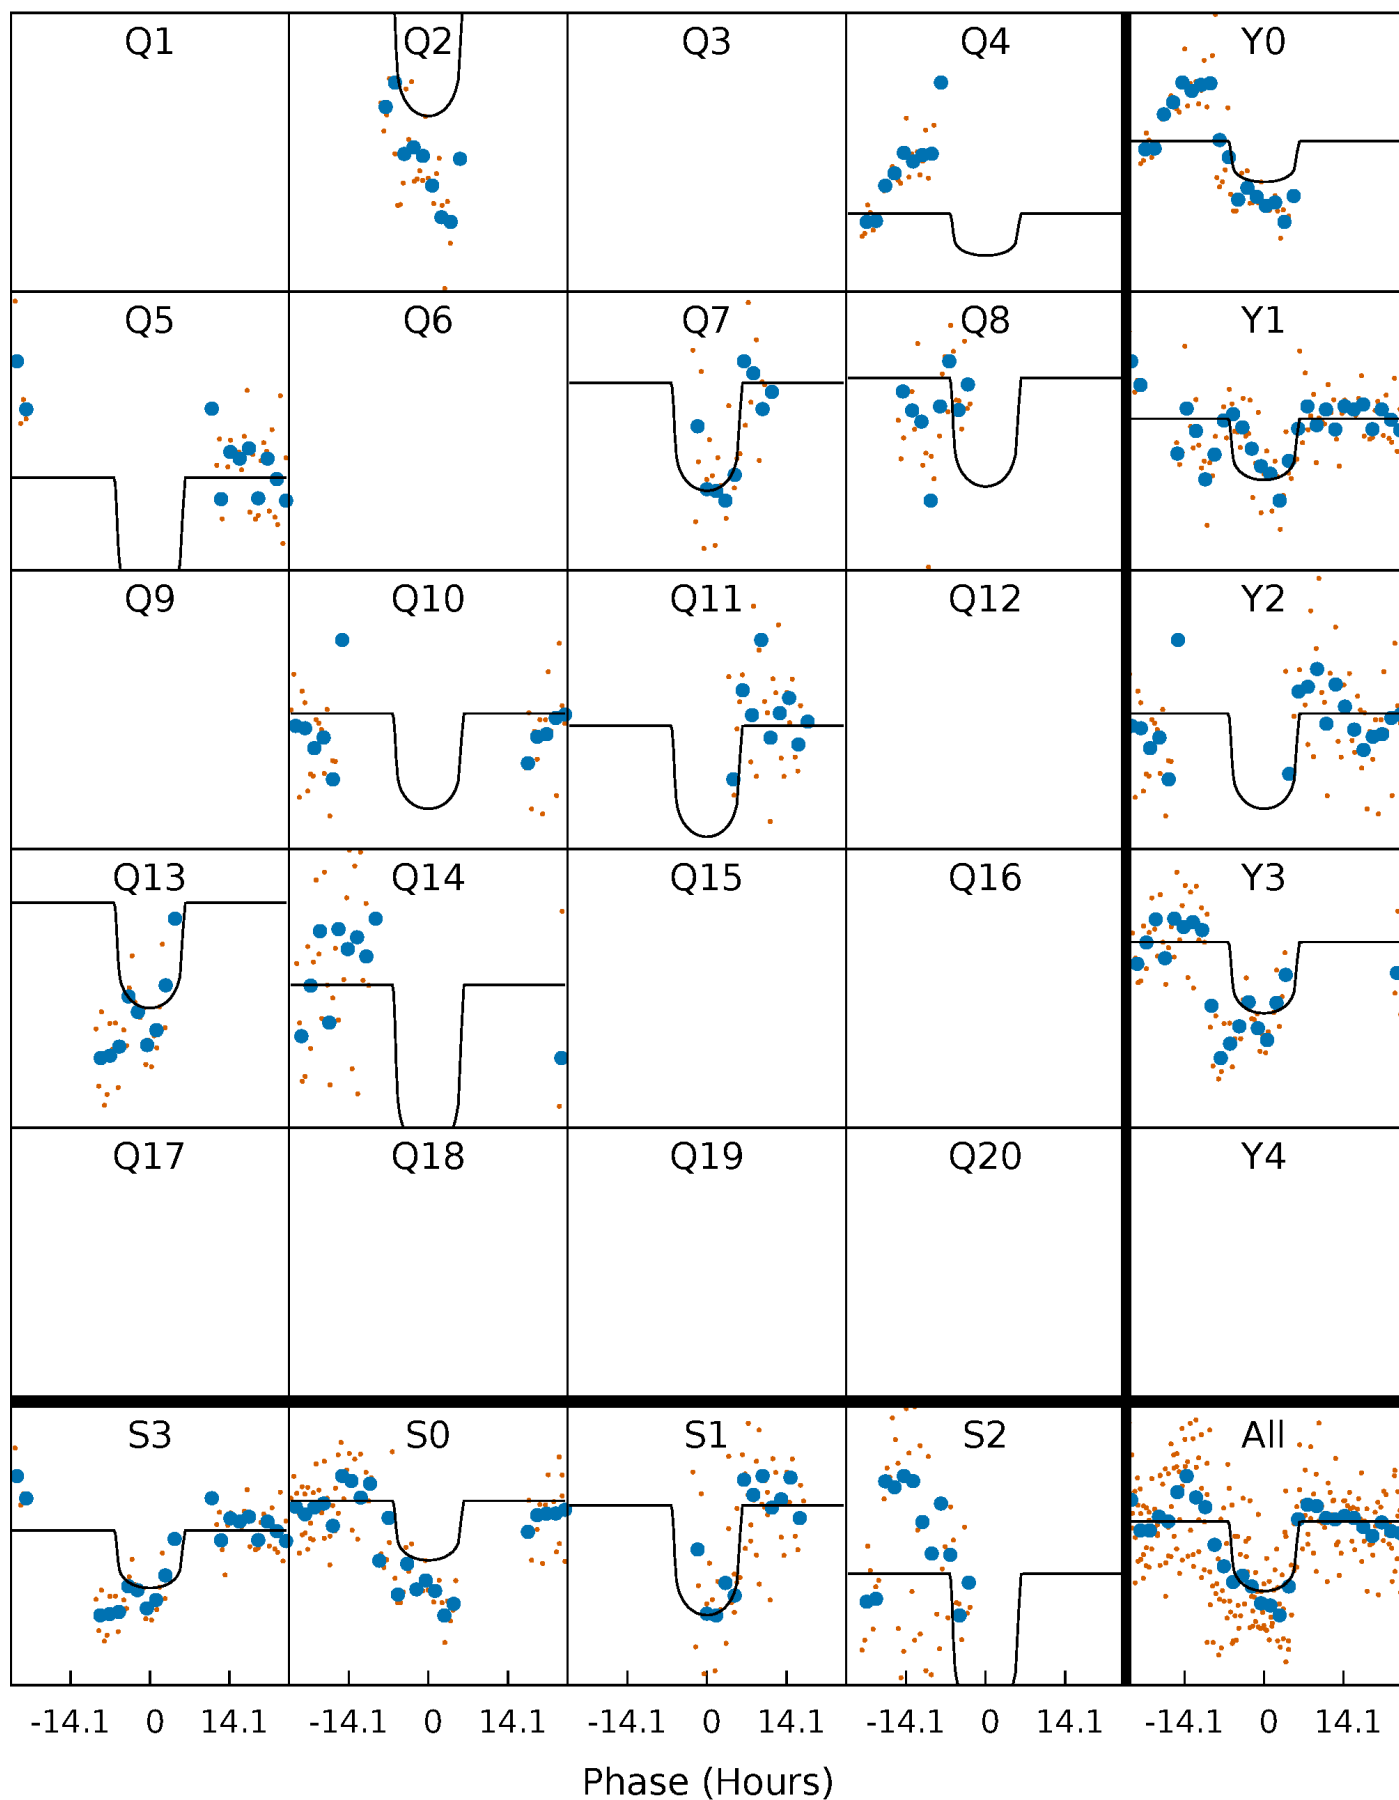 Q1 Q2 Q3 Q4 Y0
Q5 Q6 Q7 Q8 Y1
Q9 Q10 Q11 Q12 Y2
Q13 Q14 Q15 Q16 Y3
Q17 Q18 Q19 Q20 Y4
S3 S0 S1 S2 All
-14.1 0 14.1 -14.1 0 14.1 -14.1 0 14.1 -14.1 0 14.1 -14.1 0 14.1
Phase (Hours)